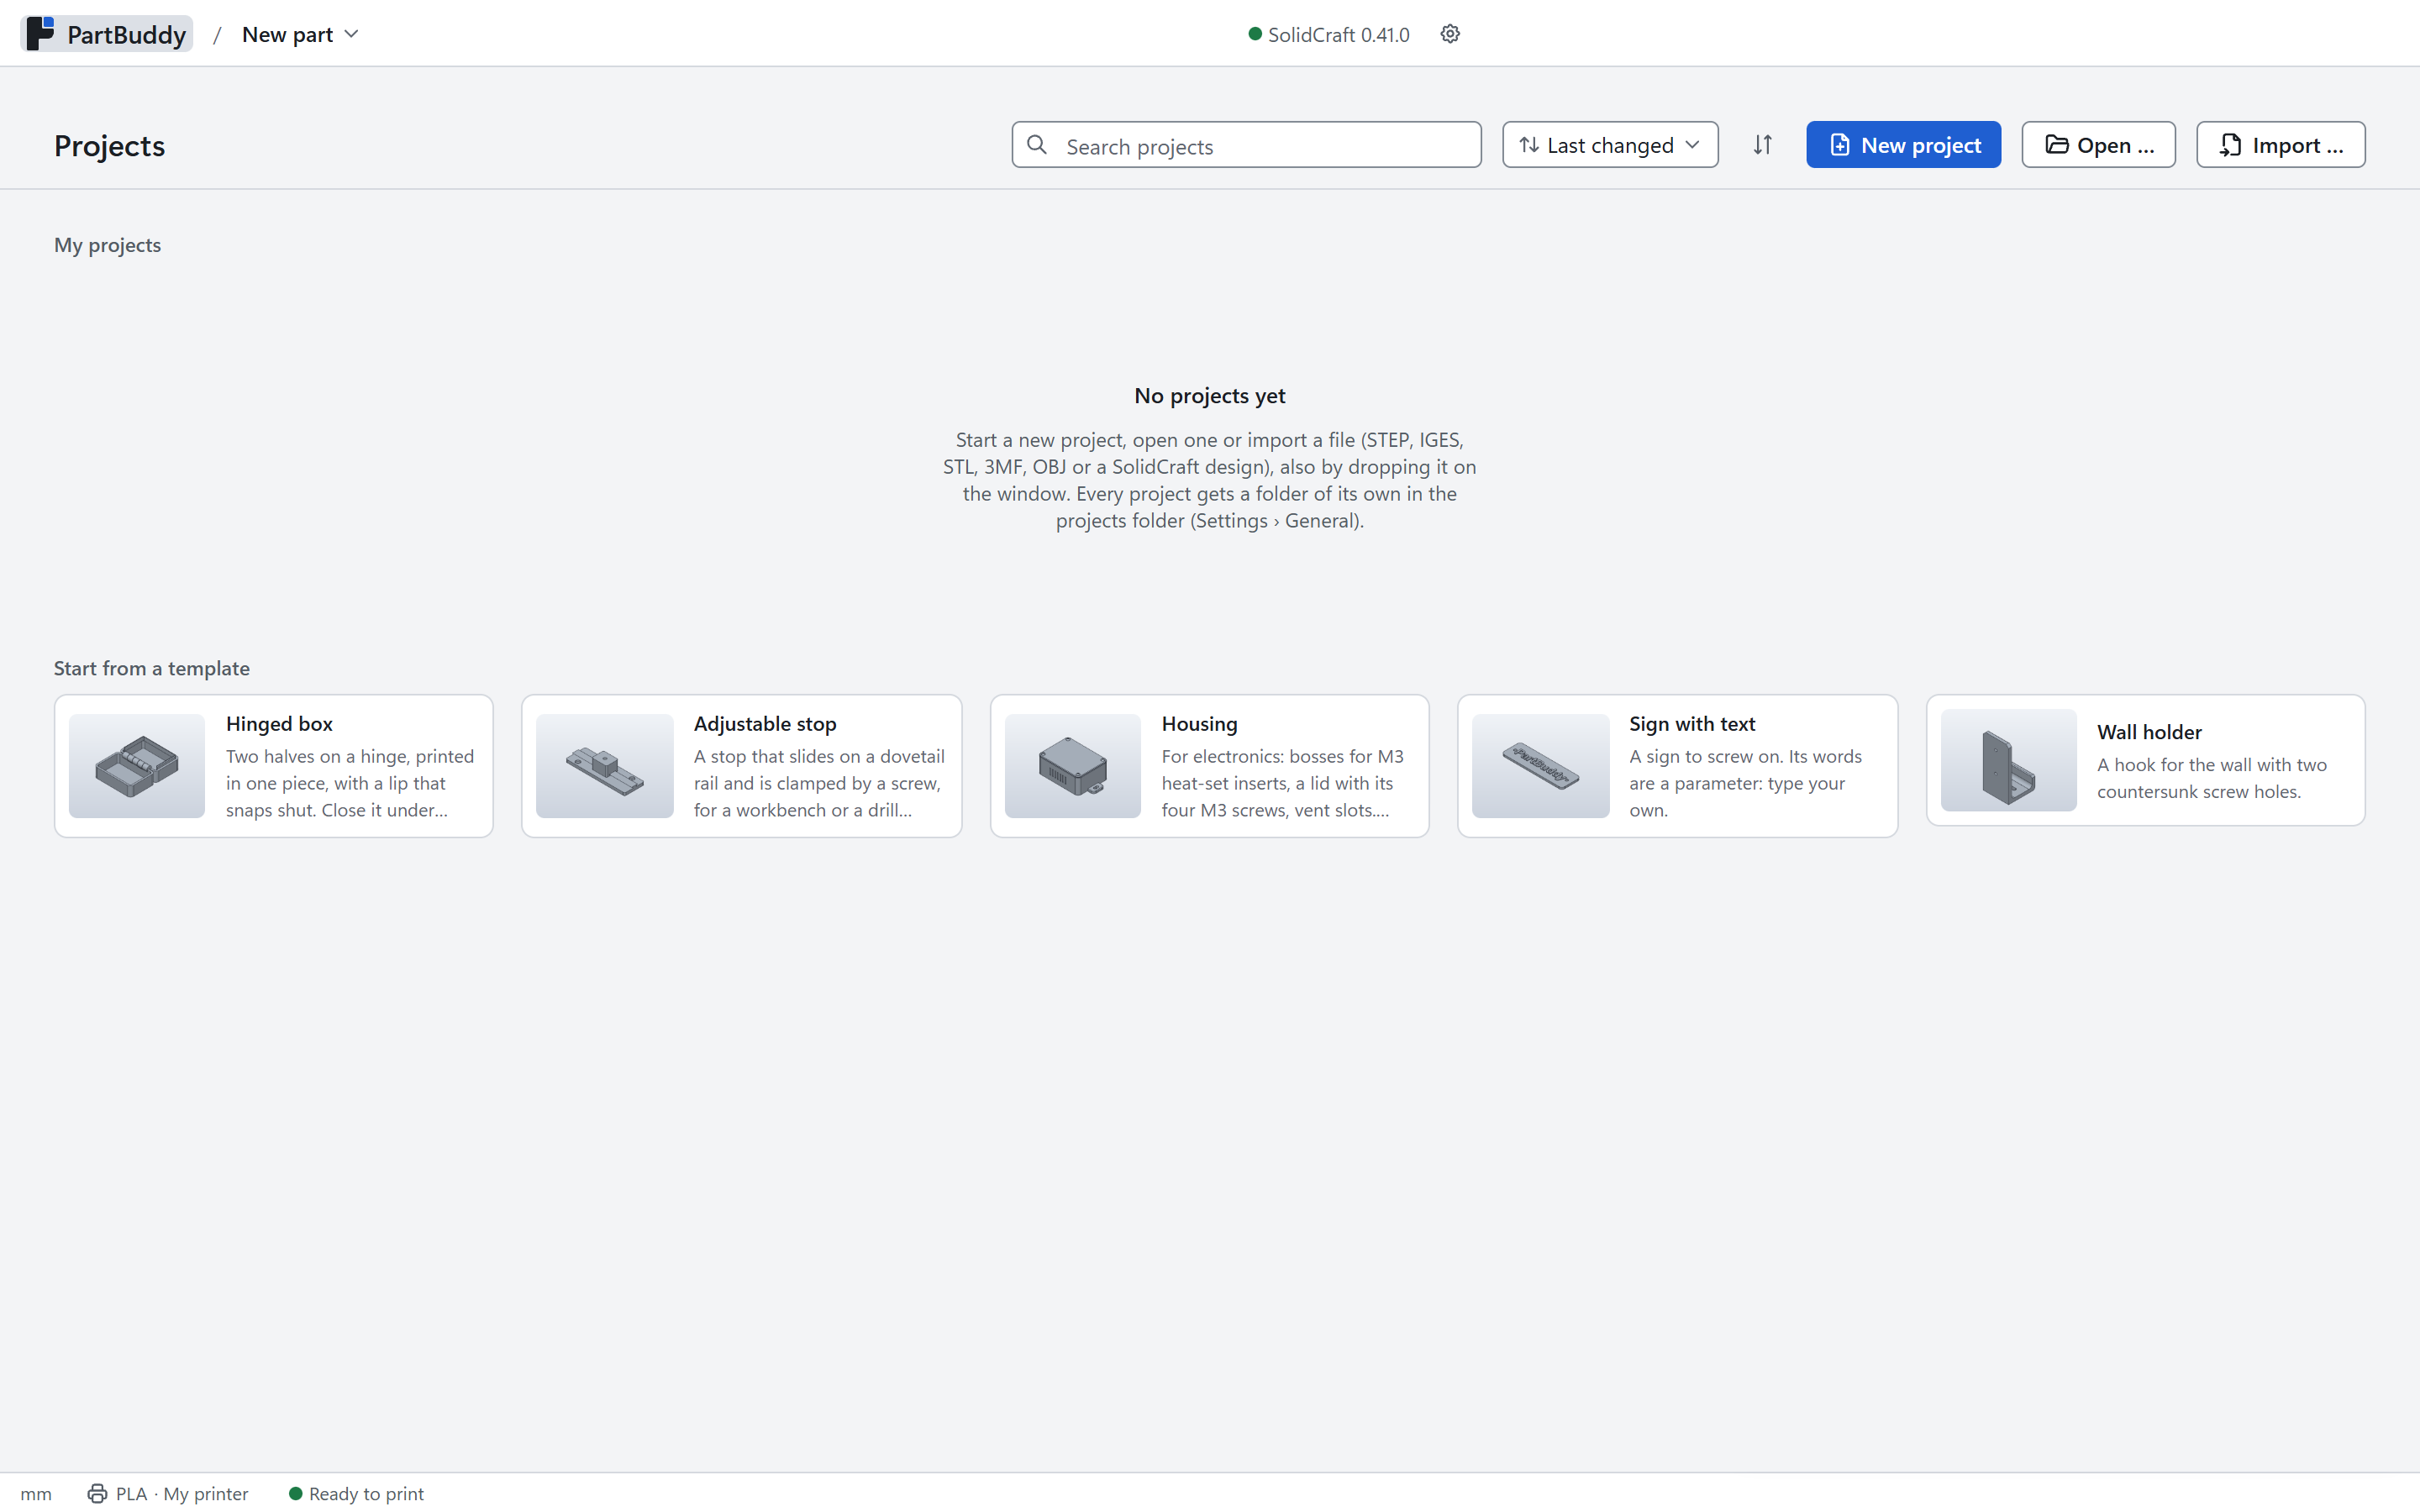 PartBuddy / New part
SolidCraft 0.41.0
Projects
Search projects
Last changed
New project
Open ...
Import ...
My projects
No projects yet
Start a new project, open one or import a file (STEP, IGES,
STL, 3MF, OBJ or a SolidCraft design), also by dropping it on
the window. Every project gets a folder of its own in the
projects folder (Settings › General).
Start from a template
Hinged box
Two halves on a hinge, printed
in one piece, with a lip that
snaps shut. Close it under...
Adjustable stop
A stop that slides on a dovetail
rail and is clamped by a screw,
for a workbench or a drill...
Housing
For electronics: bosses for M3
heat-set inserts, a lid with its
four M3 screws, vent slots....
PartBuddy
Sign with text
A sign to screw on. Its words
are a parameter: type your
own.
Wall holder
A hook for the wall with two
countersunk screw holes.
mm
PLA · My printer
Ready to print